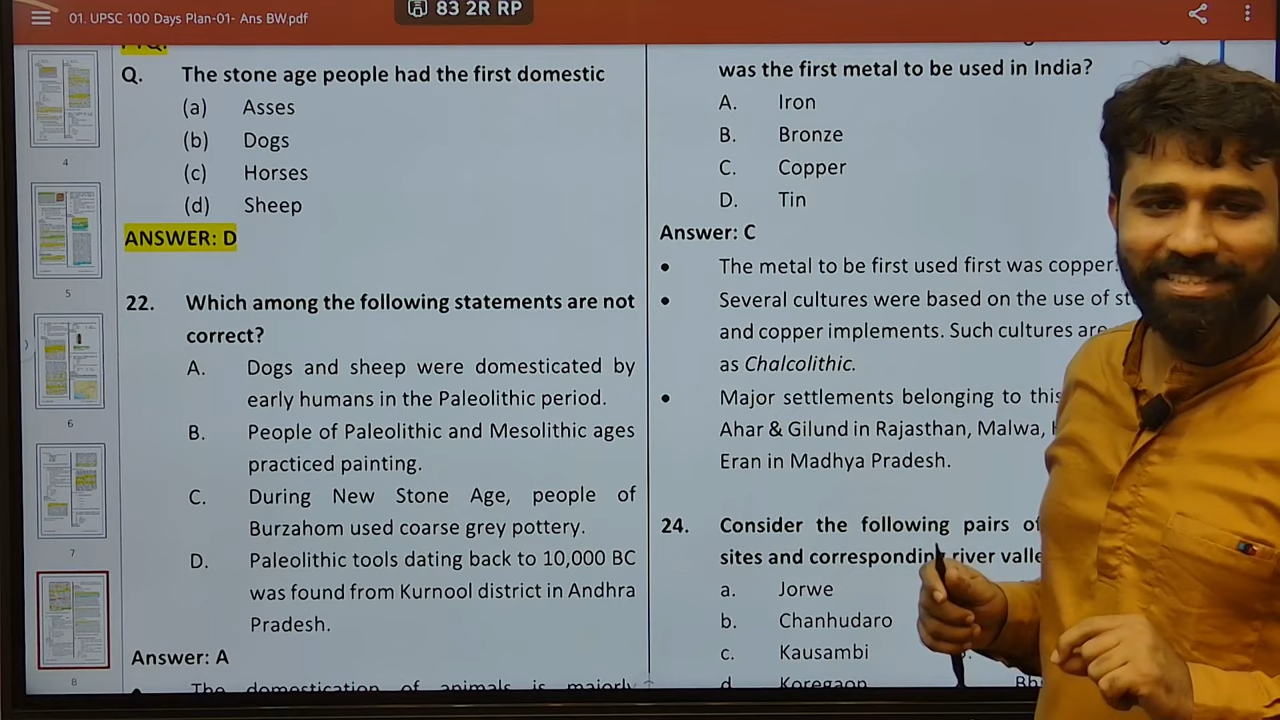 01. UPSC 100 Days Plan-01- Ans BW.pdf
83 2R RP
Q. The stone age people had the first domestic
(a) Asses
(b) Dogs
(c) Horses
(d) Sheep
ANSWER: D
22. Which among the following statements are not
correct?
A. Dogs and sheep were domesticated by
early humans in the Paleolithic period.
B. People of Paleolithic and Mesolithic ages
practiced painting.
C. During New Stone Age, people of
Burzahom used coarse grey pottery.
D. Paleolithic tools dating back to 10,000 BC
was found from Kurnool district in Andhra
Pradesh.
Answer: A
The domestication of animals is majorly
was the first metal to be used in India?
A. Iron
B. Bronze
C. Copper
D. Tin
Answer: C
• The metal to be first used first was copper.
• Several cultures were based on the use of
and copper implements. Such cultures are
as Chalcolithic.
• Major settlements belonging to this
Ahar & Gilund in Rajasthan, Malwa,
Eran in Madhya Pradesh.
24. Consider the following pairs of
sites and corresponding river
a. Jorwe
b. Chanhudaro
c. Kausambi
d. Koregaon
4
5
6
7
8